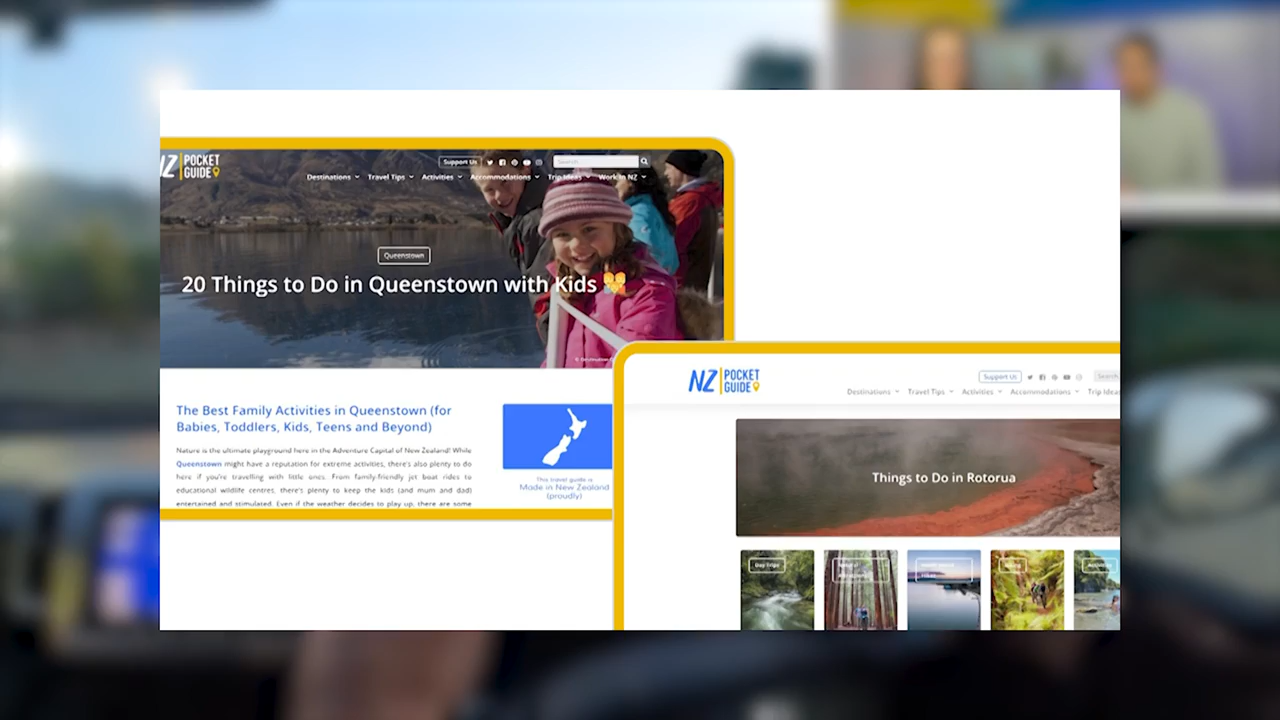 NZ POCKET
GUIDE
Support Us
Search
Destinations Travel Tips Activities Accommodations Trip Ideas Work in NZ
Queenstown
20 Things to Do in Queenstown with Kids
The Best Family Activities in Queenstown (for
Babies, Toddlers, Kids, Teens and Beyond)
Nature is the ultimate playground here in the Adventure Capital of New Zealand! While
Queenstown might have a reputation for extreme activities, there's also plenty to do
here if you're travelling with little ones. From family-friendly jet boat rides to
educational wildlife centres, there's plenty to keep the kids (and mum and dad)
entertained and stimulated. Even if the weather decides to play up, there are some
This travel guide is
Made in New Zealand
(proudly)
NZ POCKET
GUIDE
Support Us
Search
Destinations Travel Tips Activities Accommodations Trip Ideas
Things to Do in Rotorua
Day Trips